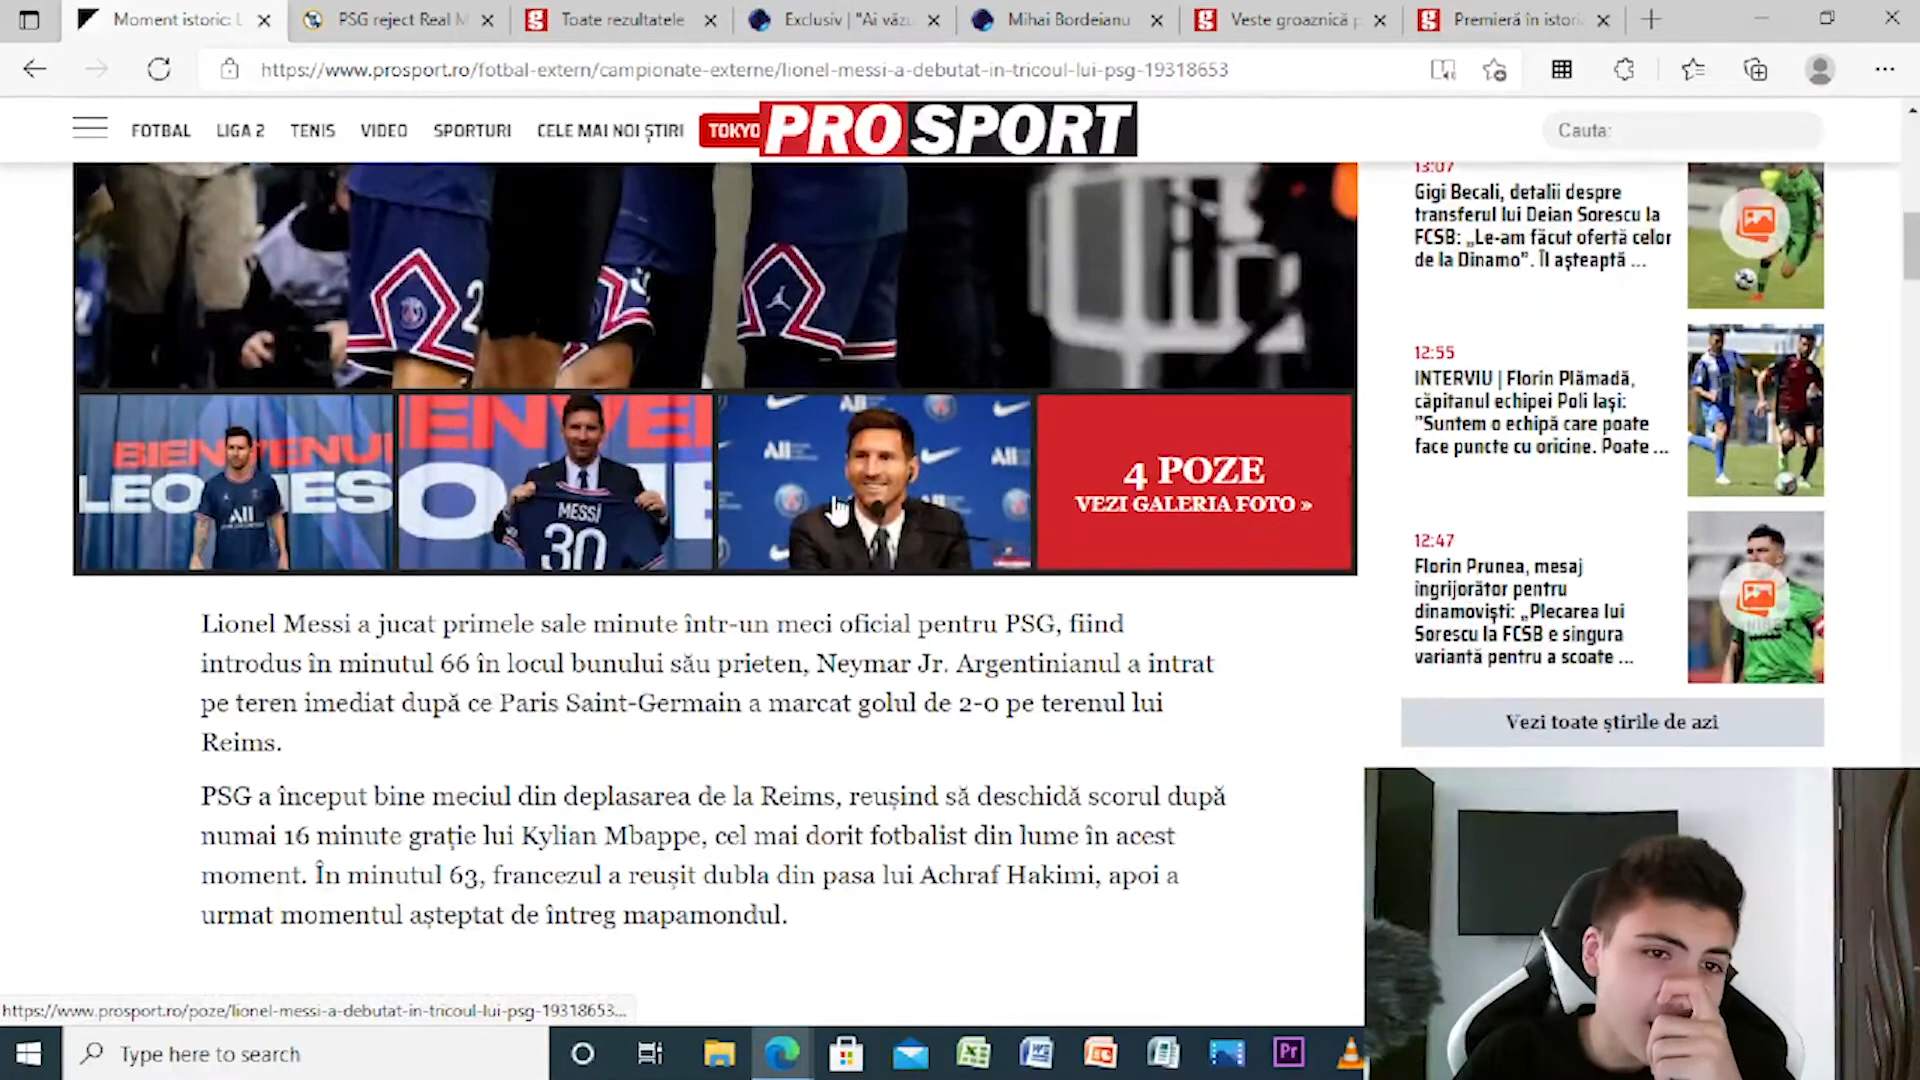 Moment istoric: L
PSG reject Real M
Toate rezultatele
Exclusiv | "Ai văzu
Mihai Bordeianu
Veste groaznică p
Premieră în istori
https://www.prosport.ro/fotbal-extern/campionate-externe/lionel-messi-a-debutat-in-tricoul-lui-psg-19318653
FOTBAL LIGA 2 TENIS VIDEO SPORTURI CELE MAI NOI ȘTIRI TOKYO PROSPORT Cauta:
BIENVENU
LEO MES
MESSI
30
All
All
All
4 POZE
VEZI GALERIA FOTO »
Lionel Messi a jucat primele sale minute într-un meci oficial pentru PSG, fiind
introdus în minutul 66 în locul bunului său prieten, Neymar Jr. Argentinianul a intrat
pe teren imediat după ce Paris Saint-Germain a marcat golul de 2-0 pe terenul lui
Reims.
PSG a început bine meciul din deplasarea de la Reims, reușind să deschidă scorul după
numai 16 minute grație lui Kylian Mbappe, cel mai dorit fotbalist din lume în acest
moment. În minutul 63, francezul a reușit dubla din pasa lui Achraf Hakimi, apoi a
urmat momentul așteptat de întreg mapamondul.
13:07
Gigi Becali, detalii despre
transferul lui Deian Sorescu la
FCSB: „Le-am făcut ofertă celor
de la Dinamo”. Îl așteaptă ...
12:55
INTERVIU | Florin Plămadă,
căpitanul echipei Poli Iași:
”Suntem o echipă care poate
face puncte cu oricine. Poate ...
12:47
Florin Prunea, mesaj
îngrijorător pentru
dinamoviști: „Plecarea lui
Sorescu la FCSB e singura
variantă pentru a scoate ...
Vezi toate știrile de azi
https://www.prosport.ro/poze/lionel-messi-a-debutat-in-tricoul-lui-psg-19318653...
Type here to search
Pr